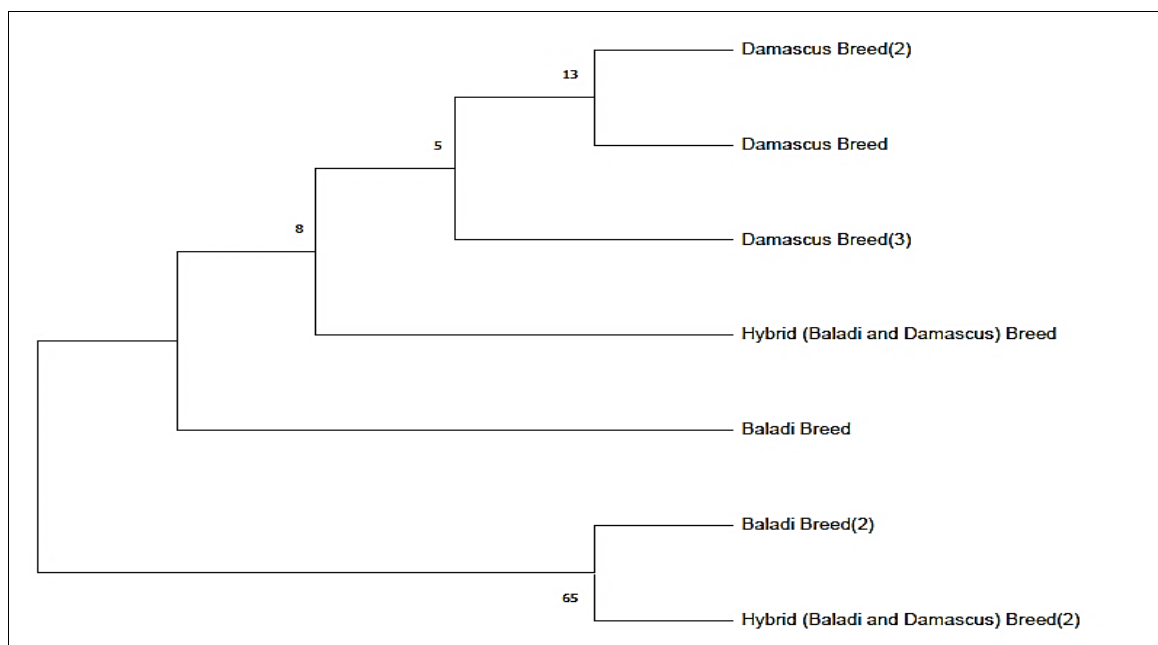 Damascus Breed(2)
13
Damascus Breed
5
Damascus Breed(3)
8
Hybrid (Baladi and Damascus) Breed
Baladi Breed
Baladi Breed(2)
65
Hybrid (Baladi and Damascus) Breed(2)